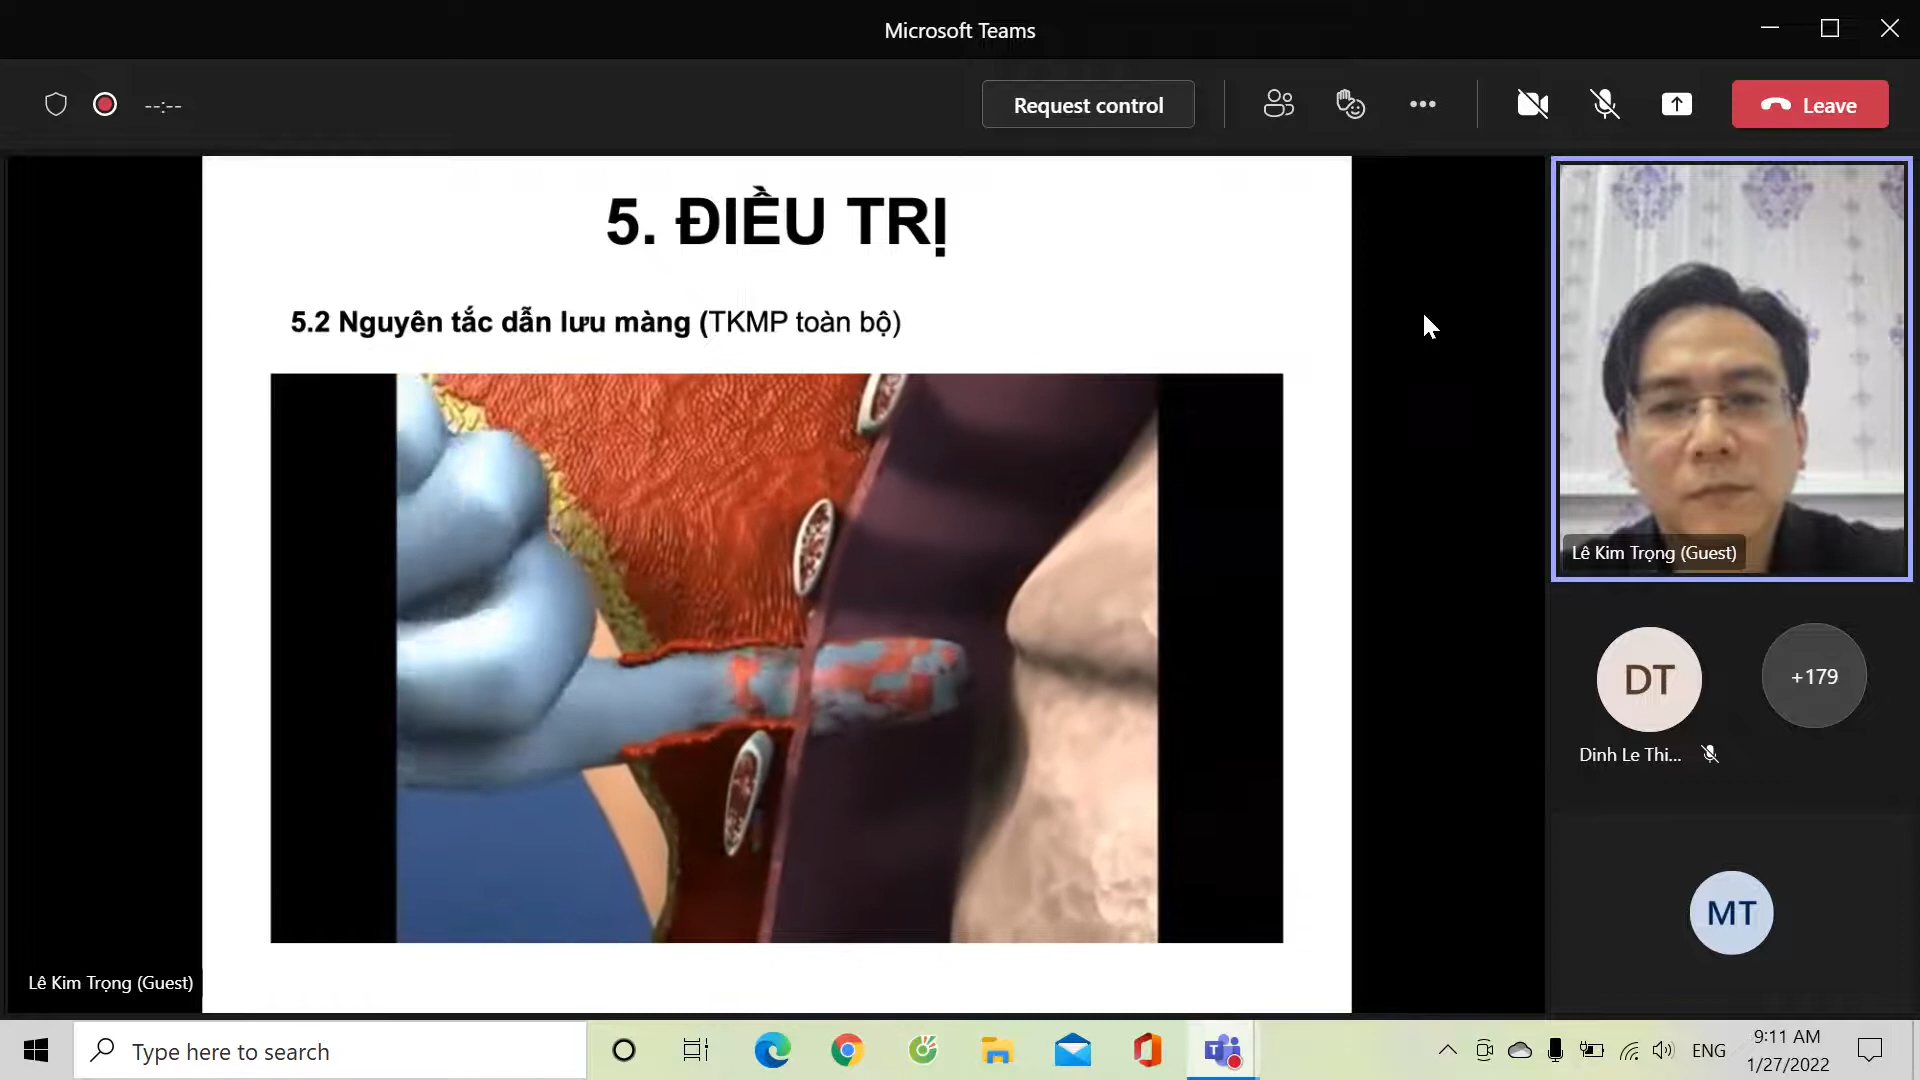 Microsoft Teams
--:--
Request control
Leave
5. ĐIỀU TRỊ
5.2 Nguyên tắc dẫn lưu màng (TKMP toàn bộ)
Lê Kim Trọng (Guest)
DT
+179
Dinh Le Thi...
MT
Lê Kim Trọng (Guest)
Type here to search
ENG
9:11 AM
1/27/2022